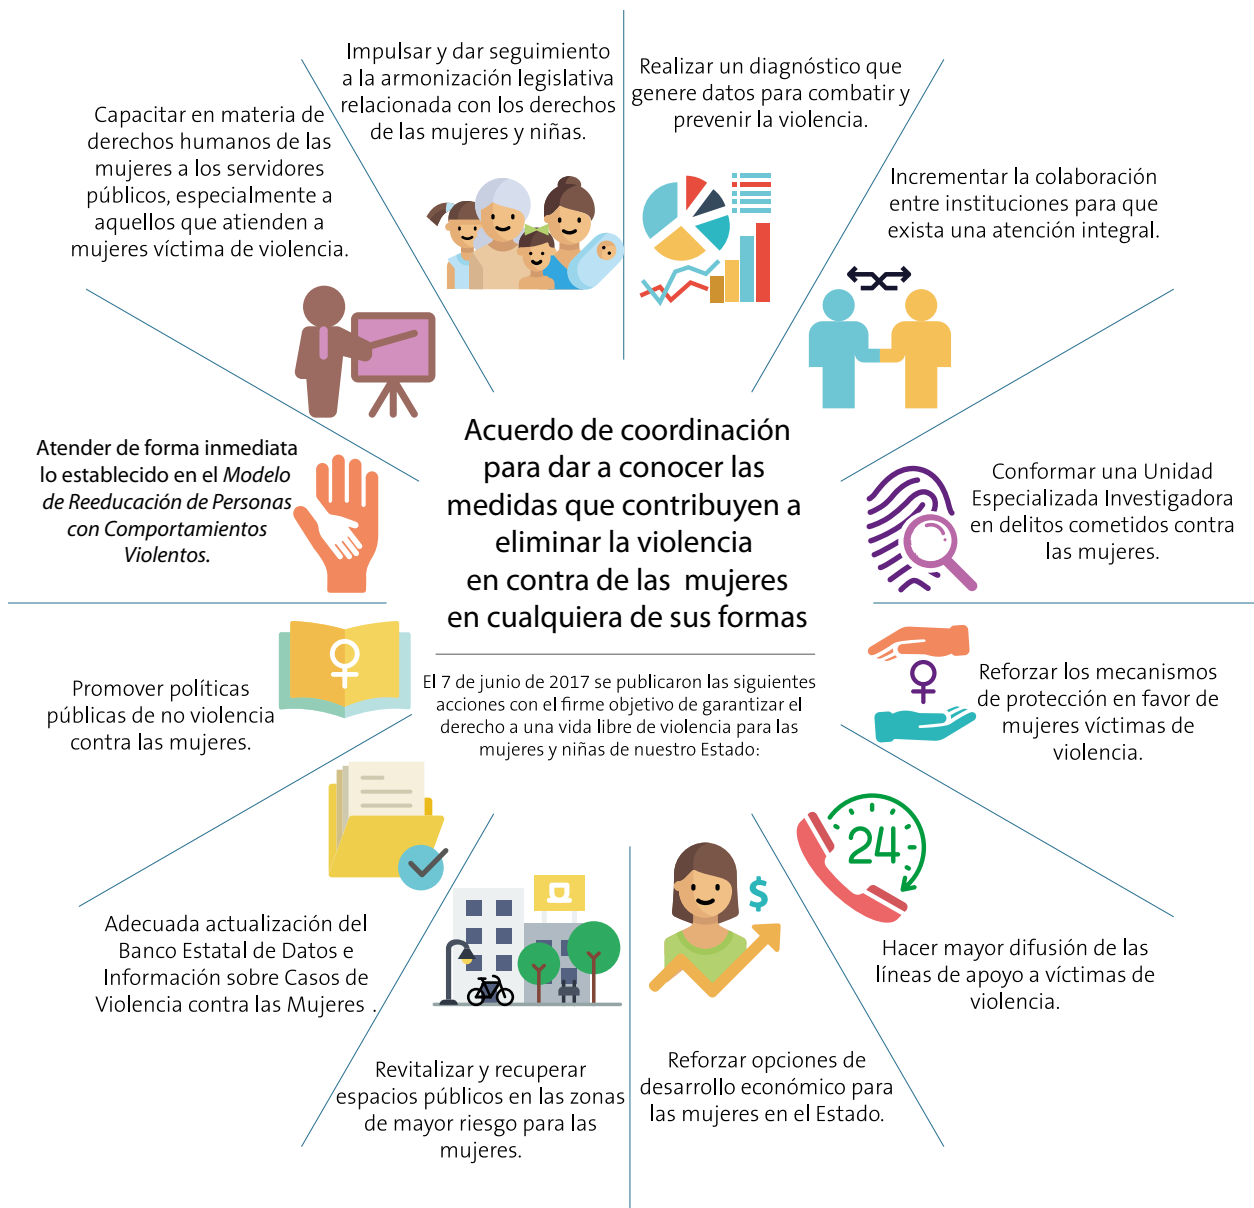 Impulsar y dar seguimiento
a la armonización legislativa
relacionada con los derechos
de las mujeres y niñas.
Realizar un diagnóstico que
genere datos para combatir y
prevenir la violencia.
Incrementar la colaboración
entre instituciones para que
exista una atención integral.
Conformar una Unidad
Especializada Investigadora
en delitos cometidos contra
las mujeres.
Reforzar los mecanismos
de protección en favor de
mujeres víctimas de
violencia.
24
Hacer mayor difusión de las
líneas de apoyo a víctimas de
violencia.
$
Reforzar opciones de
desarrollo económico para
las mujeres en el Estado.
Revitalizar y recuperar
espacios públicos en las zonas
de mayor riesgo para las
mujeres.
Adecuada actualización del
Banco Estatal de Datos e
Información sobre Casos de
Violencia contra las Mujeres .
Promover políticas
públicas de no violencia
contra las mujeres.
Atender de forma inmediata
lo establecido en el Modelo
de Reeducación de Personas
con Comportamientos
Violentos.
Capacitar en materia de
derechos humanos de las
mujeres a los servidores
públicos, especialmente a
aquellos que atienden a
mujeres víctima de violencia.
Acuerdo de coordinación
para dar a conocer las
medidas que contribuyen a
eliminar la violencia
en contra de las mujeres
en cualquiera de sus formas
El 7 de junio de 2017 se publicaron las siguientes
acciones con el firme objetivo de garantizar el
derecho a una vida libre de violencia para las
mujeres y niñas de nuestro Estado: